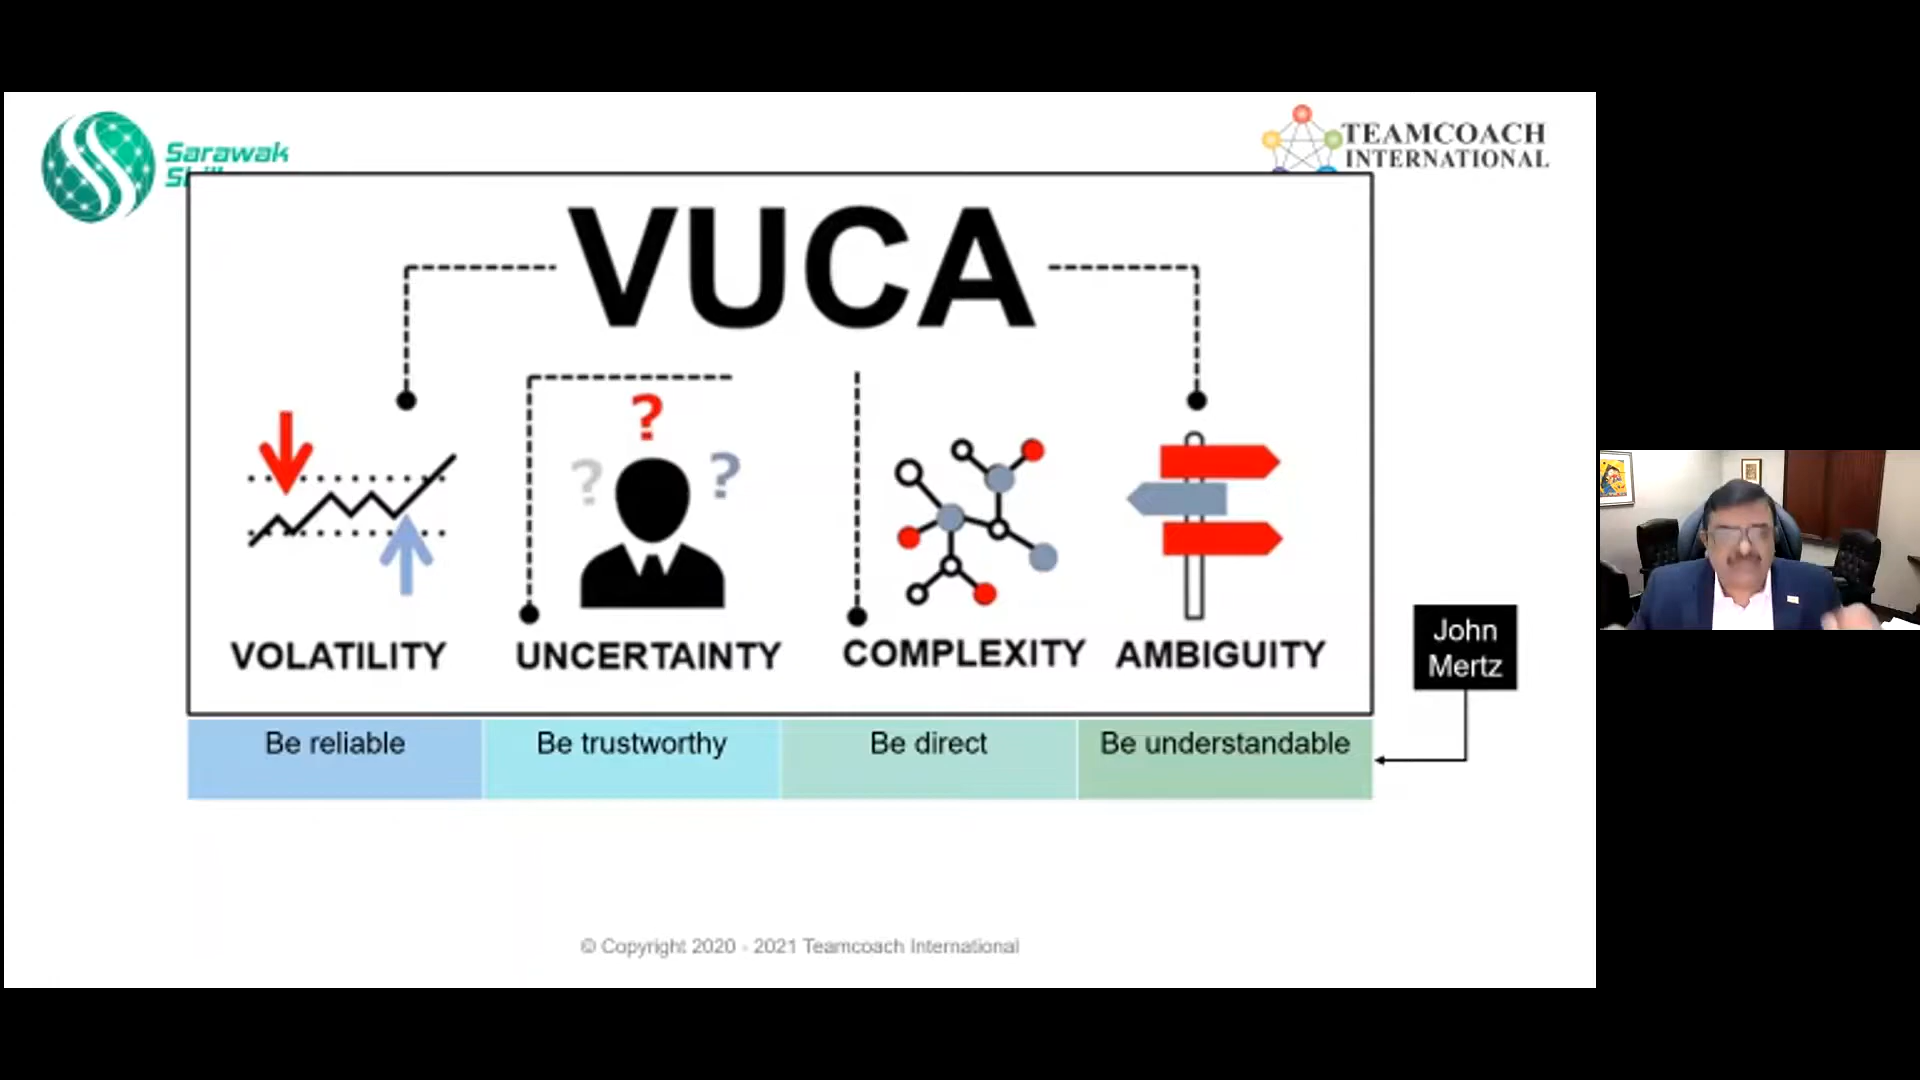 Sarawak
TEAMCOACH
INTERNATIONAL
VUCA
?
? ?
VOLATILITY UNCERTAINTY COMPLEXITY AMBIGUITY
John
Mertz
Be reliable Be trustworthy Be direct Be understandable
© Copyright 2020 - 2021 Teamcoach International